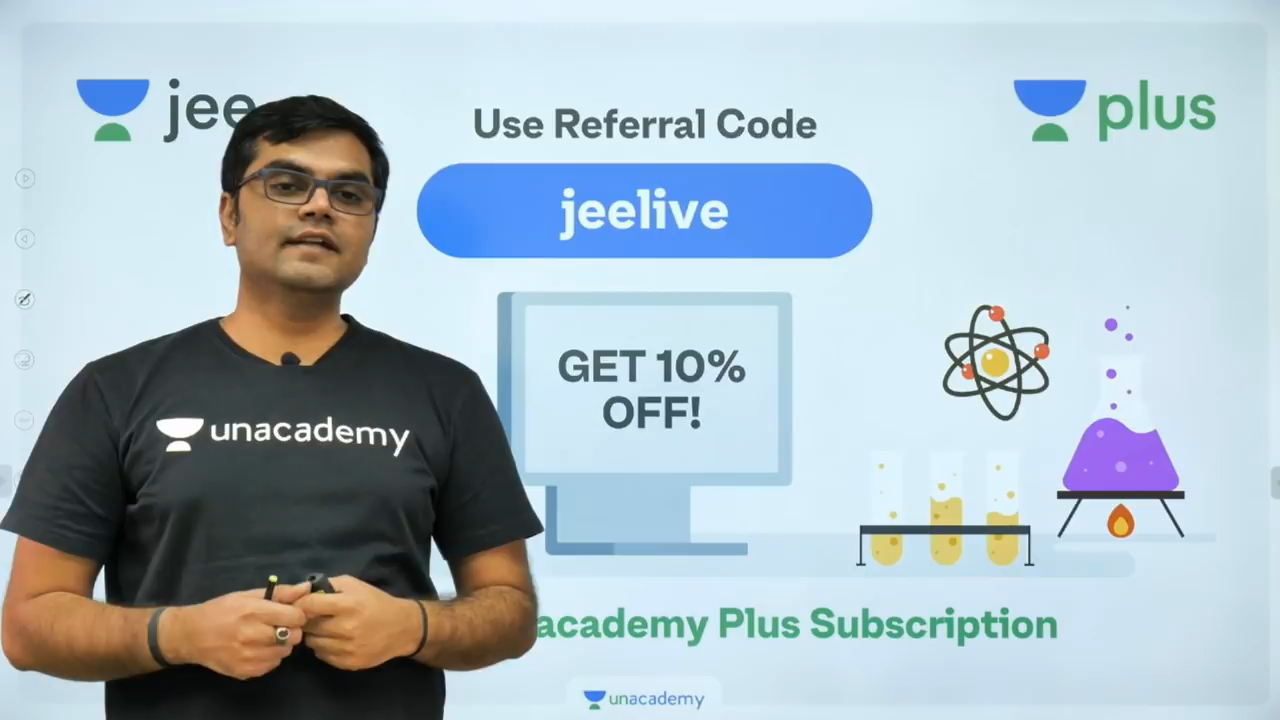 jee
Use Referral Code
plus
jeelive
GET 10%
OFF!
unacademy
academy Plus Subscription
unacademy